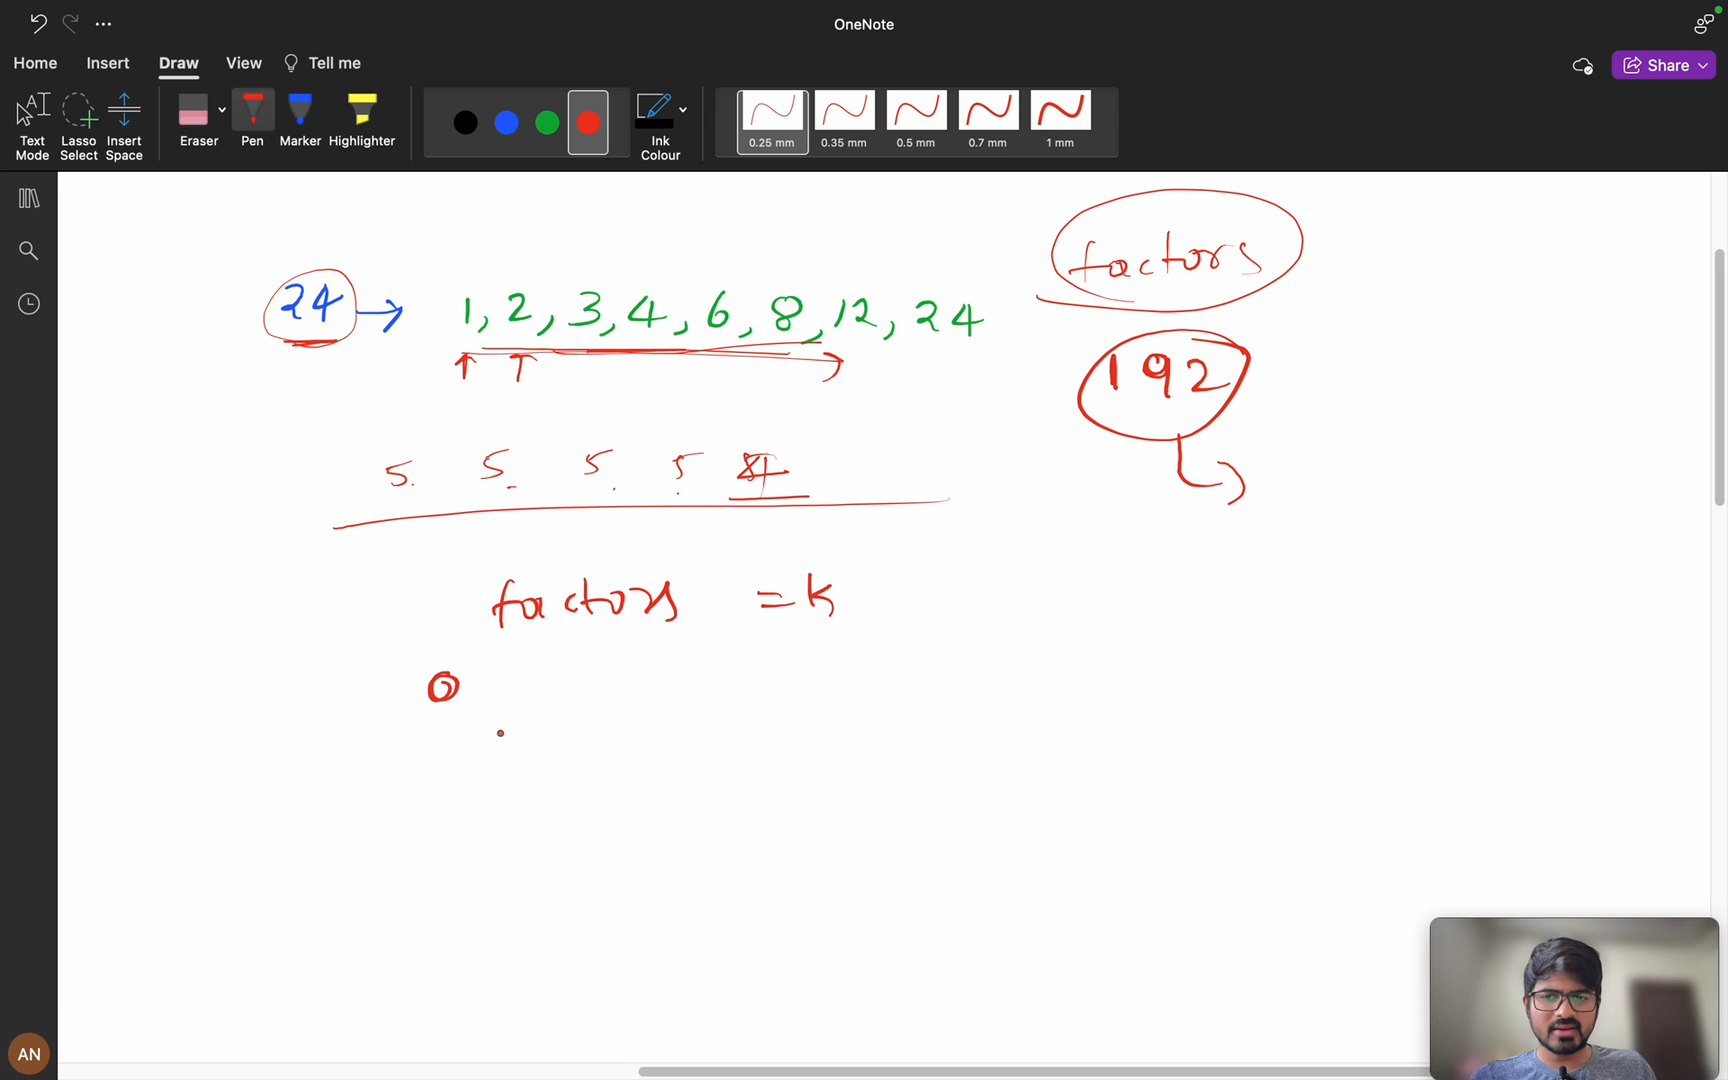 OneNote
Home Insert Draw View Tell me
Share
Text Mode
Lasso Select
Insert Space
Eraser
Pen
Marker
Highlighter
Ink Colour
0.25 mm
0.35 mm
0.5 mm
0.7 mm
1 mm
factors
24 → 1, 2, 3, 4, 6, 8, 12, 24
192
5. 5. 5. 5.
factors = k
0
AN